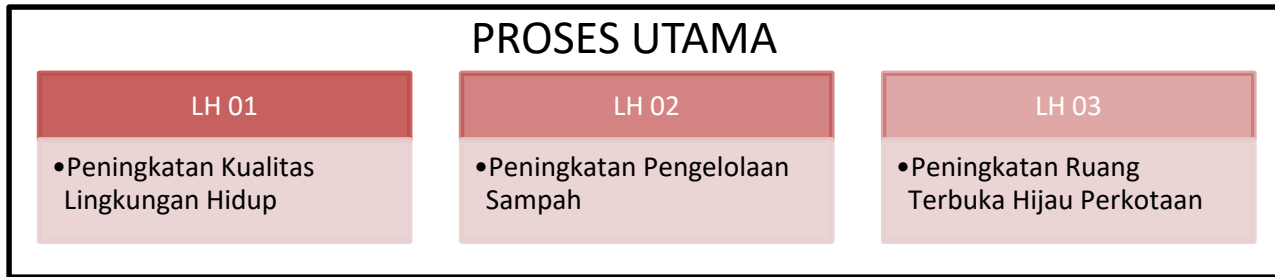 PROSES UTAMA
LH 01
•Peningkatan Kualitas
Lingkungan Hidup
LH 02
•Peningkatan Pengelolaan
Sampah
LH 03
•Peningkatan Ruang
Terbuka Hijau Perkotaan